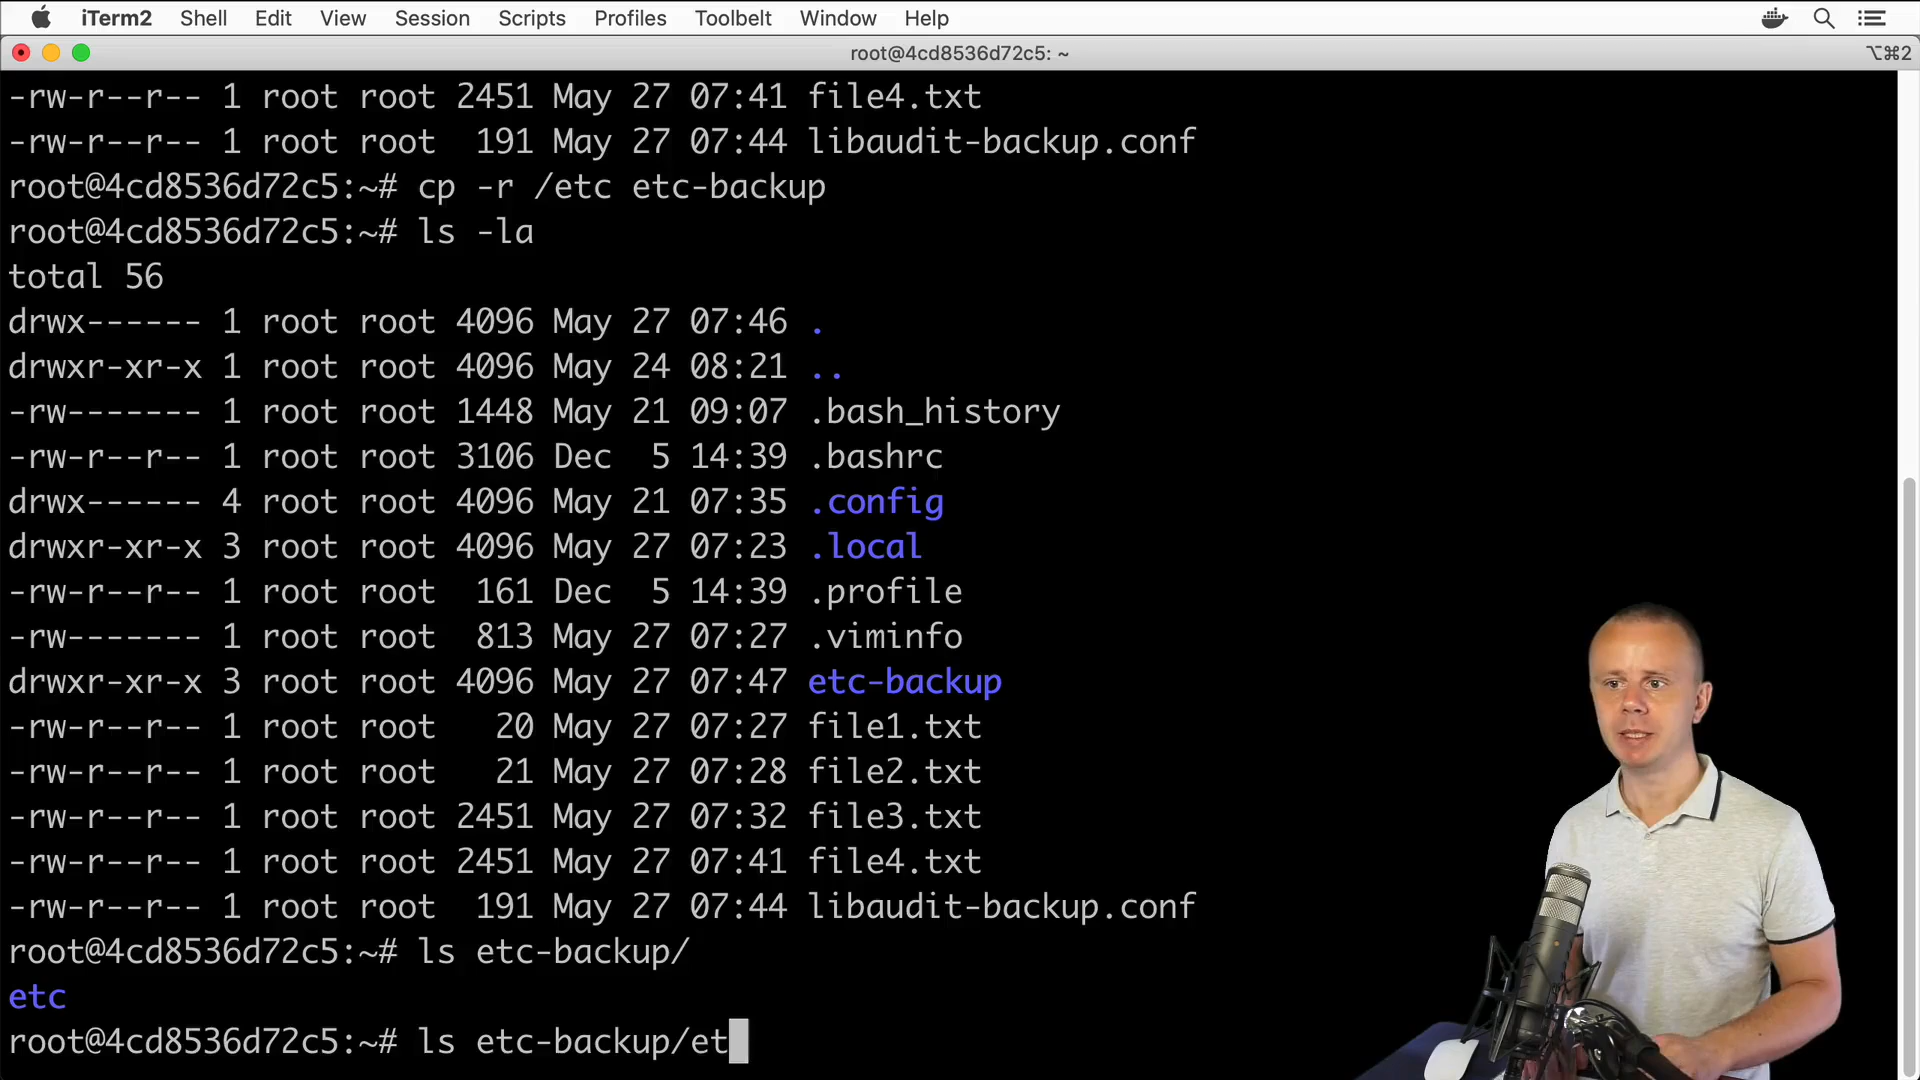 iTerm2 Shell Edit View Session Scripts Profiles Toolbelt Window Help
root@4cd8536d72c5: ~ ⌥⌘2
-rw-r--r-- 1 root root 2451 May 27 07:41 file4.txt
-rw-r--r-- 1 root root  191 May 27 07:44 libaudit-backup.conf
root@4cd8536d72c5:~# cp -r /etc etc-backup
root@4cd8536d72c5:~# ls -la
total 56
drwx------ 1 root root 4096 May 27 07:46 .
drwxr-xr-x 1 root root 4096 May 24 08:21 ..
-rw------- 1 root root 1448 May 21 09:07 .bash_history
-rw-r--r-- 1 root root 3106 Dec  5 14:39 .bashrc
drwx------ 4 root root 4096 May 21 07:35 .config
drwxr-xr-x 3 root root 4096 May 27 07:23 .local
-rw-r--r-- 1 root root  161 Dec  5 14:39 .profile
-rw------- 1 root root  813 May 27 07:27 .viminfo
drwxr-xr-x 3 root root 4096 May 27 07:47 etc-backup
-rw-r--r-- 1 root root   20 May 27 07:27 file1.txt
-rw-r--r-- 1 root root   21 May 27 07:28 file2.txt
-rw-r--r-- 1 root root 2451 May 27 07:32 file3.txt
-rw-r--r-- 1 root root 2451 May 27 07:41 file4.txt
-rw-r--r-- 1 root root  191 May 27 07:44 libaudit-backup.conf
root@4cd8536d72c5:~# ls etc-backup/
etc
root@4cd8536d72c5:~# ls etc-backup/et